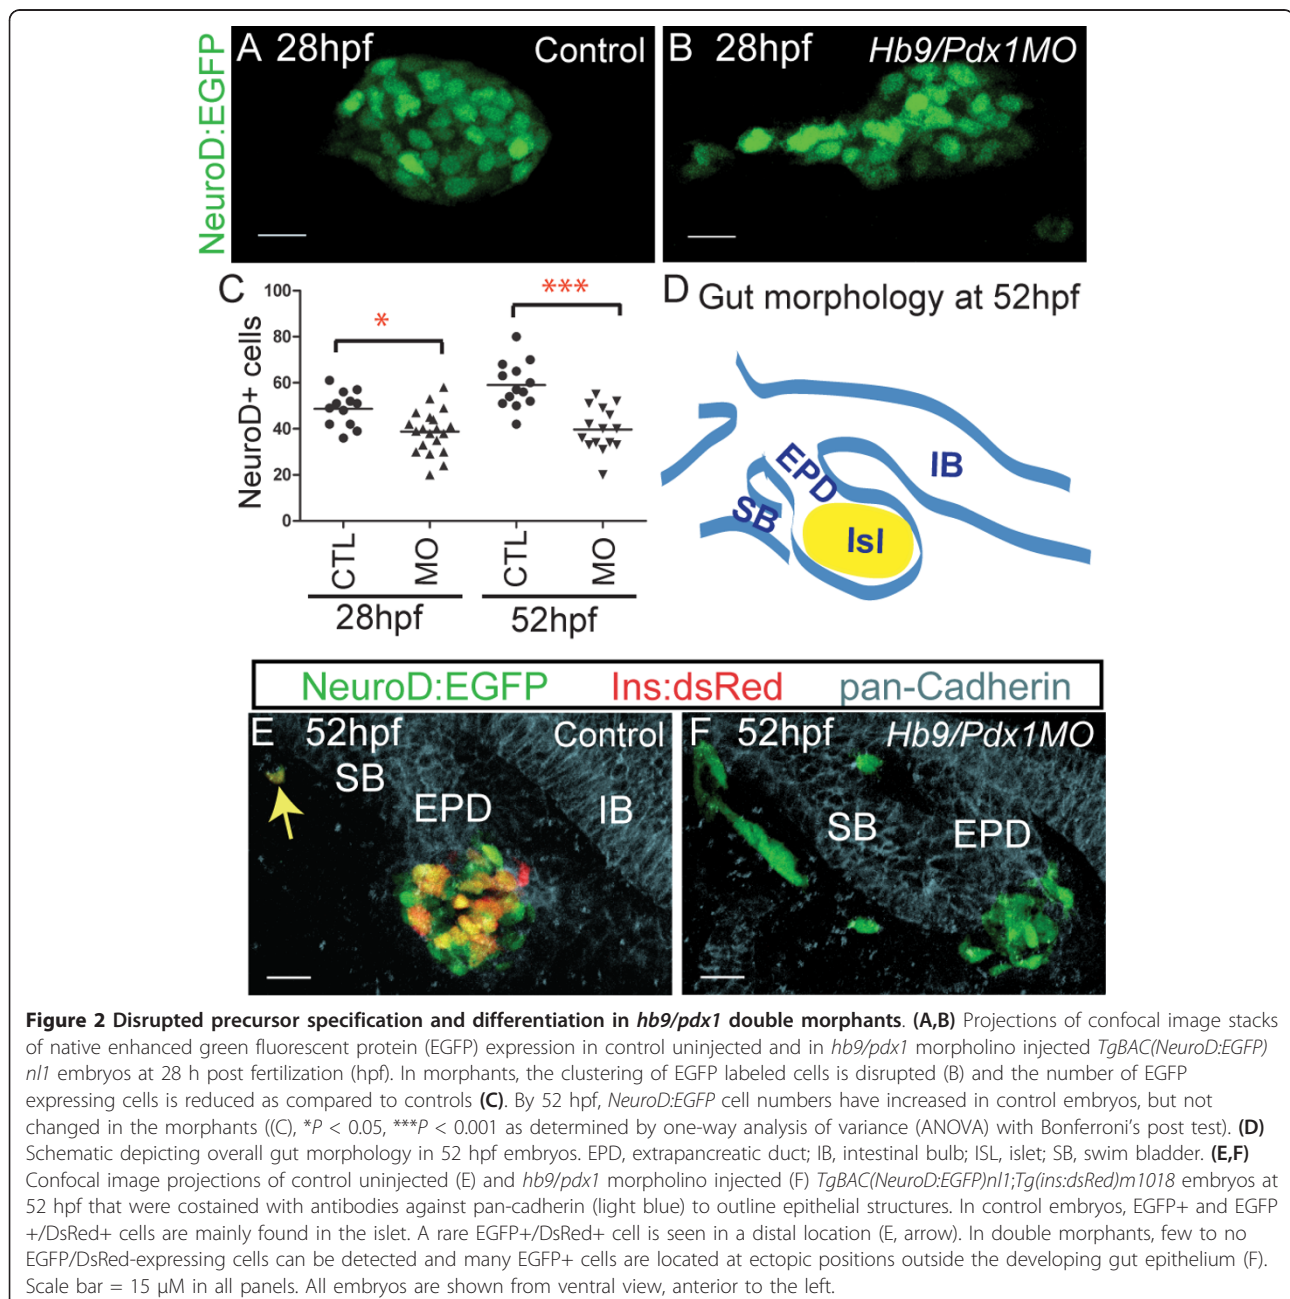 NeuroD:EGFP
A 28hpf Control
B 28hpf Hb9/Pdx1MO
C
NeuroD+ cells
100
80
60
40
20
0
*
***
CTL MO CTL MO
28hpf 52hpf
D Gut morphology at 52hpf
EPD
IB
SB
Isl
NeuroD:EGFP Ins:dsRed pan-Cadherin
E 52hpf Control
SB
EPD
IB
F 52hpf Hb9/Pdx1MO
SB
EPD
Figure 2 Disrupted precursor specification and differentiation in hb9/pdx1 double morphants. (A,B) Projections of confocal image stacks
of native enhanced green fluorescent protein (EGFP) expression in control uninjected and in hb9/pdx1 morpholino injected TgBAC(NeuroD:EGFP)
nl1 embryos at 28 h post fertilization (hpf). In morphants, the clustering of EGFP labeled cells is disrupted (B) and the number of EGFP
expressing cells is reduced as compared to controls (C). By 52 hpf, NeuroD:EGFP cell numbers have increased in control embryos, but not
changed in the morphants ((C), *P < 0.05, ***P < 0.001 as determined by one-way analysis of variance (ANOVA) with Bonferroni's post test). (D)
Schematic depicting overall gut morphology in 52 hpf embryos. EPD, extrapancreatic duct; IB, intestinal bulb; ISL, islet; SB, swim bladder. (E,F)
Confocal image projections of control uninjected (E) and hb9/pdx1 morpholino injected (F) TgBAC(NeuroD:EGFP)nl1;Tg(ins:dsRed)m1018 embryos at
52 hpf that were costained with antibodies against pan-cadherin (light blue) to outline epithelial structures. In control embryos, EGFP+ and EGFP
+/DsRed+ cells are mainly found in the islet. A rare EGFP+/DsRed+ cell is seen in a distal location (E, arrow). In double morphants, few to no
EGFP/DsRed-expressing cells can be detected and many EGFP+ cells are located at ectopic positions outside the developing gut epithelium (F).
Scale bar = 15 μM in all panels. All embryos are shown from ventral view, anterior to the left.